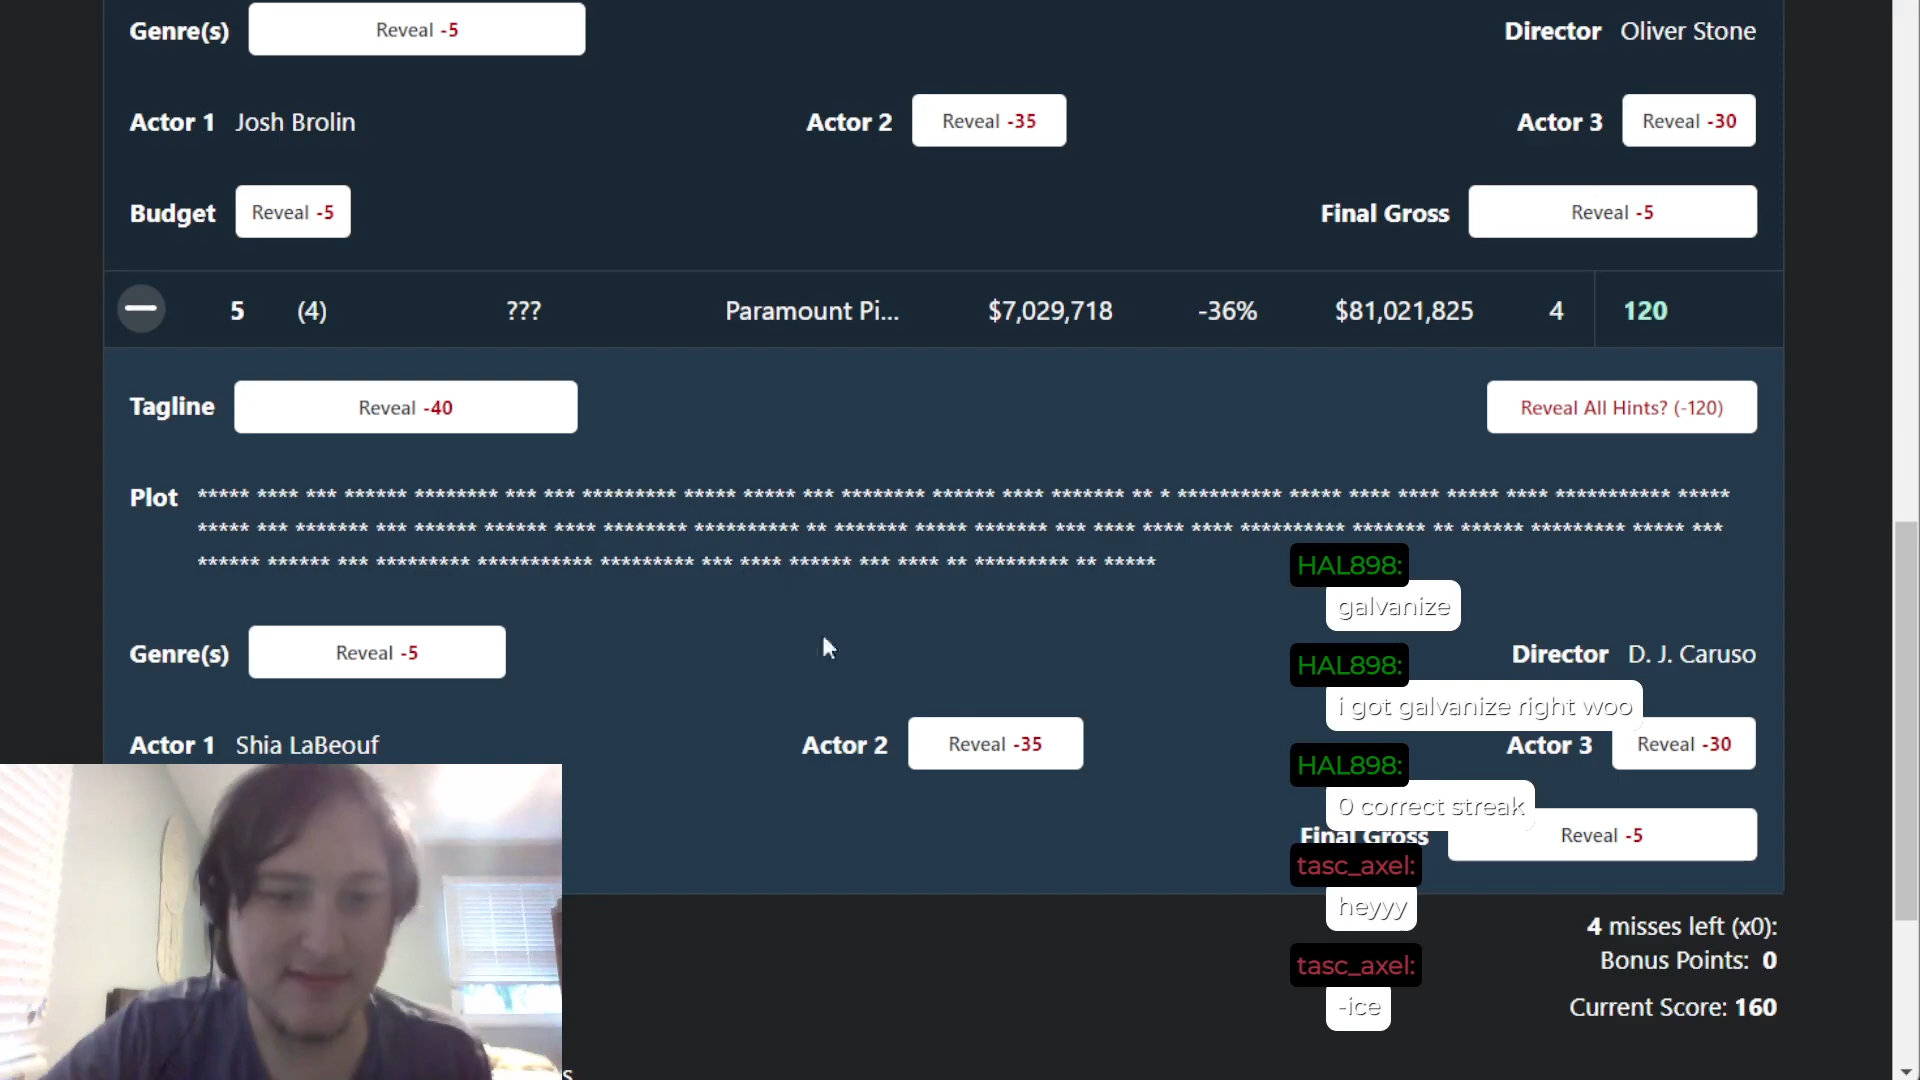 Genre(s) Reveal -5 Director Oliver Stone
Actor 1 Josh Brolin Actor 2 Reveal -35 Actor 3 Reveal -30
Budget Reveal -5 Final Gross Reveal -5
5 (4) ??? Paramount Pi... $7,029,718 -36% $81,021,825 4 120
Tagline Reveal -40 Reveal All Hints? (-120)
Plot ***** **** *** ****** ******** *** *** ********* ***** ***** *** ******** ****** **** ******* ** * ********** ***** **** **** ***** **** *********** *****
***** *** ******* *** ****** ****** **** ******** ********** ** ******* ***** ******* *** **** **** **** ********** ******* ** ****** ********* ***** ***
****** ****** *** ********* *********** ********* *** **** ****** *** **** ** ********* ** *****
HAL898:
galvanize
Genre(s) Reveal -5 Director D. J. Caruso
HAL898:
i got galvanize right woo
Actor 1 Shia LaBeouf Actor 2 Reveal -35 Actor 3 Reveal -30
HAL898:
0 correct streak
Final Gross Reveal -5
tasc_axel:
heyyy
4 misses left (x0):
Bonus Points: 0
tasc_axel:
-ice
Current Score: 160